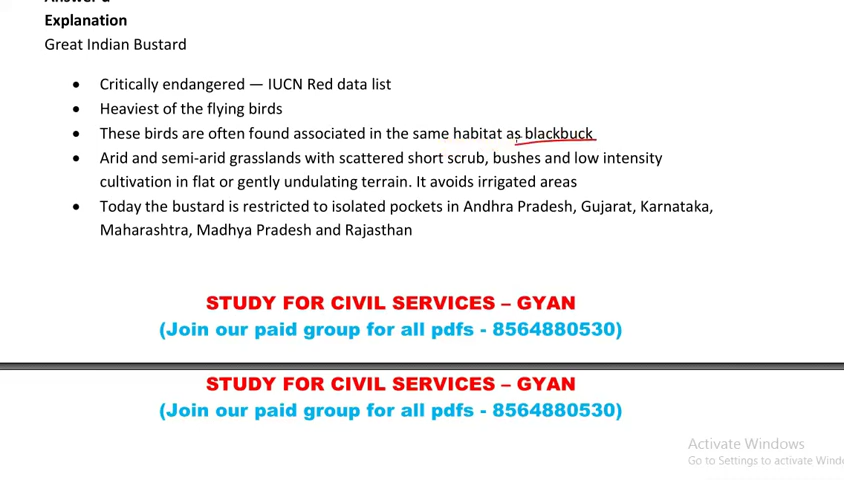 Explanation
Great Indian Bustard
• Critically endangered — IUCN Red data list
• Heaviest of the flying birds
• These birds are often found associated in the same habitat as blackbuck
• Arid and semi-arid grasslands with scattered short scrub, bushes and low intensity
cultivation in flat or gently undulating terrain. It avoids irrigated areas
• Today the bustard is restricted to isolated pockets in Andhra Pradesh, Gujarat, Karnataka,
Maharashtra, Madhya Pradesh and Rajasthan
STUDY FOR CIVIL SERVICES – GYAN
(Join our paid group for all pdfs - 8564880530)
STUDY FOR CIVIL SERVICES – GYAN
(Join our paid group for all pdfs - 8564880530)
Activate Windows
Go to Settings to activate Wind